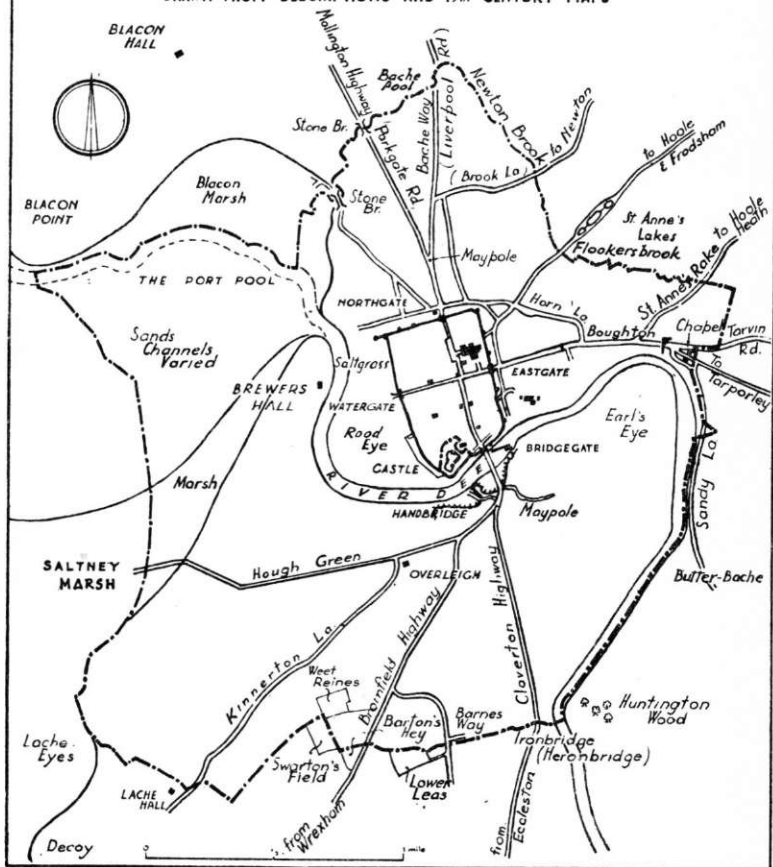 BLACON
HALL
Mollington Highway
Bache
Pool
Stone Br.
Parkgate Rd.
Bache Way
(Liverpool
Rd)
Newton Brook
(Brook La)
to Newton
to Hoole
& Frodsham
Blacon
Marsh
Stone
Br.
BLACON
POINT
St Anne's
Lakes
Flookersbrook
to Hoole
Heath
St. Anne's Rake
Maypole
THE PORT POOL
NORTHGATE
Horn La
Boughton
Chapel
Tarvin
Rd.
To
Tarporley
Sands
Channels
Varied
Saltgrass
EASTGATE
BREWERS
HALL
WATERGATE
Earl's
Eye
Rood
Eye
BRIDGEGATE
CASTLE
Sandy La.
Marsh
RIVER DEE
HANDBRIDGE
Maypole
SALTNEY
MARSH
Hough Green
OVERLEIGH
Butter-Bache
Claverton Highway
Kinnerton La.
Bromfield Highway
Weet
Reines
Huntington
Wood
Barton's
Hey
Barnes
Way
Ironbridge
(Heronbridge)
Lache
Eyes
Swarton's
Field
Lower
Leas
LACHE
HALL
from
Wrexham
from
Eccleston
Decoy
0
1 mile